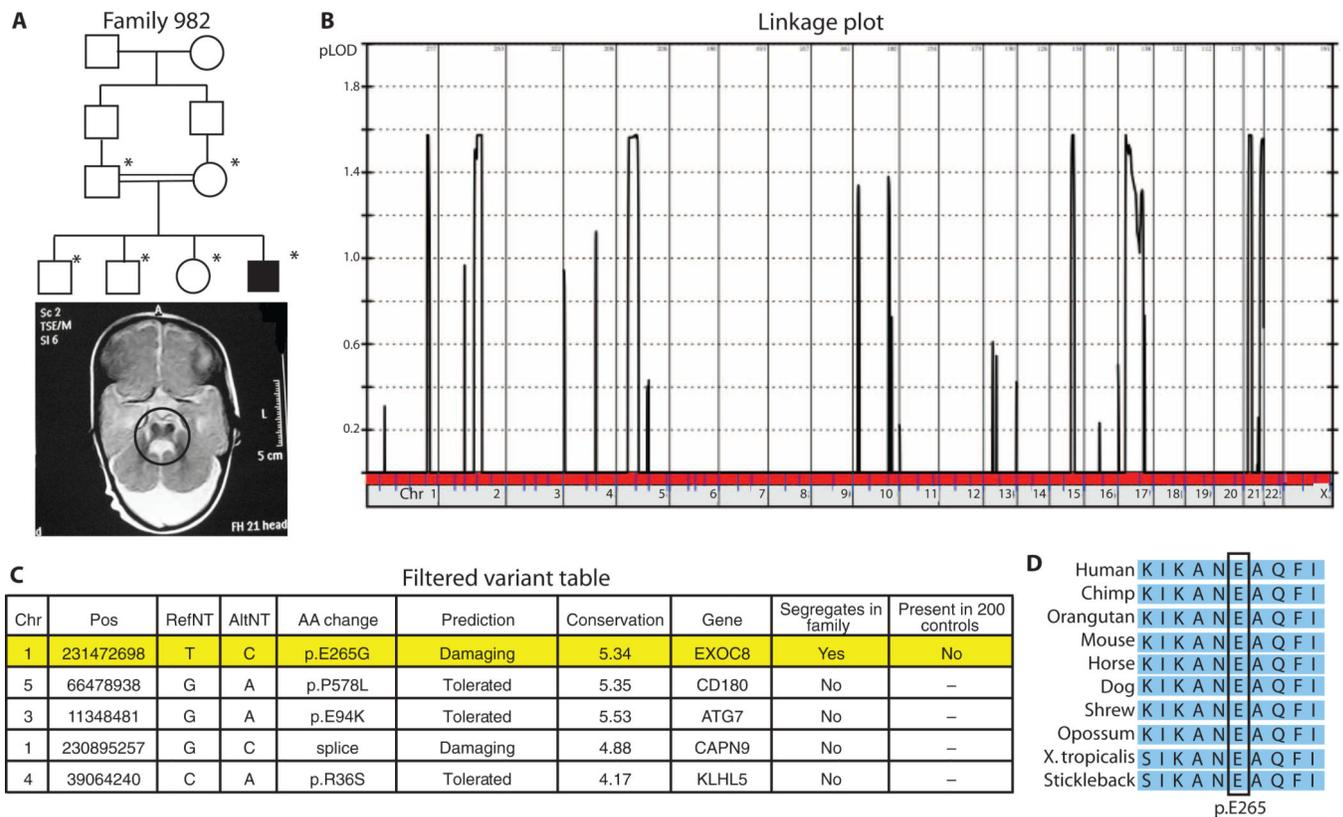 A
Family 982
*
*
*
*
*
*
Sc 2
TSE/M
SI 6
A
L
5 cm
FH 21 head
B
Linkage plot
pLOD
1.8
1.4
1.0
0.6
0.2
Chr 1 2 3 4 5 6 7 8 9 10 11 12 13 14 15 16 17 18 19 20 21 22 X
C
Filtered variant table
Chr Pos RefNT AltNT AA change Prediction Conservation Gene Segregates in family Present in 200 controls
1 231472698 T C p.E265G Damaging 5.34 EXOC8 Yes No
5 66478938 G A p.P578L Tolerated 5.35 CD180 No –
3 11348481 G A p.E94K Tolerated 5.53 ATG7 No –
1 230895257 G C splice Damaging 4.88 CAPN9 No –
4 39064240 C A p.R36S Tolerated 4.17 KLHL5 No –
D
Human K I K A N E A Q F I
Chimp K I K A N E A Q F I
Orangutan K I K A N E A Q F I
Mouse K I K A N E A Q F I
Horse K I K A N E A Q F I
Dog K I K A N E A Q F I
Shrew K I K A N E A Q F I
Opossum K I K A N E A Q F I
X. tropicalis S I K A N E A Q F I
Stickleback S I K A N E A Q F I
p.E265